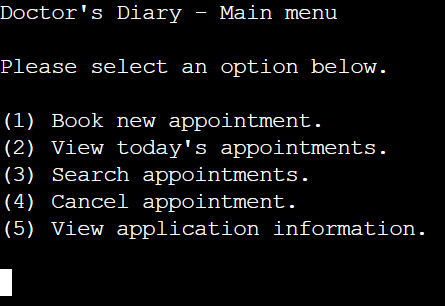 Doctor's Diary - Main menu
Please select an option below.
(1) Book new appointment.
(2) View today's appointments.
(3) Search appointments.
(4) Cancel appointment.
(5) View application information.